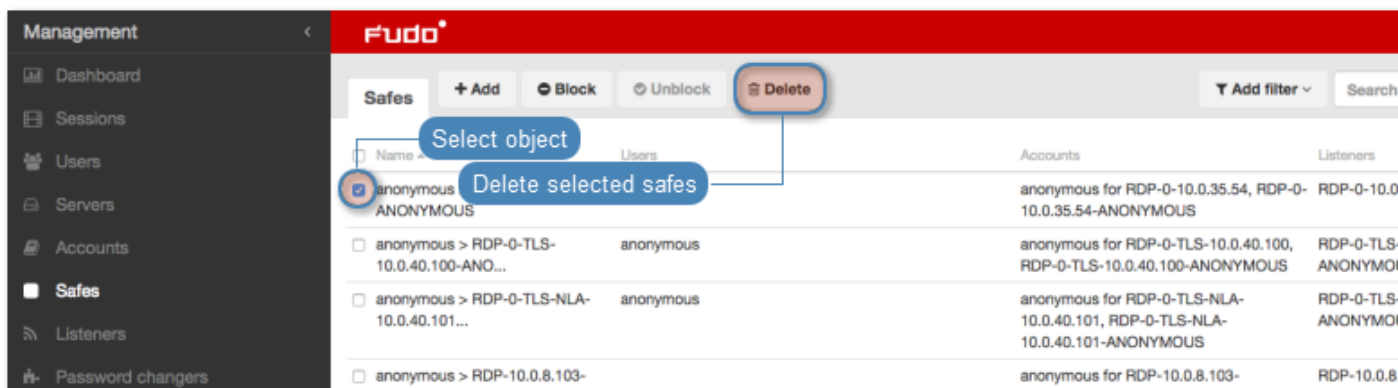 Management
Fudo
Dashboard
Sessions
Users
Servers
Accounts
Safes
Listeners
Password changers
Safes
+ Add
Block
Unblock
Delete
Add filter
Search
Select object
Delete selected safes
Name
Users
Accounts
Listeners
anonymous
ANONYMOUS
anonymous for RDP-0-10.0.35.54, RDP-0-
10.0.35.54-ANONYMOUS
RDP-0-10.0
anonymous > RDP-0-TLS-
10.0.40.100-ANO...
anonymous
anonymous for RDP-0-TLS-10.0.40.100,
RDP-0-TLS-10.0.40.100-ANONYMOUS
RDP-0-TLS-
ANONYMOU
anonymous > RDP-0-TLS-NLA-
10.0.40.101...
anonymous
anonymous for RDP-0-TLS-NLA-
10.0.40.101, RDP-0-TLS-NLA-
10.0.40.101-ANONYMOUS
RDP-0-TLS-
ANONYMOU
anonymous > RDP-10.0.8.103-
anonymous for RDP-10.0.8.103-
RDP-10.0.8